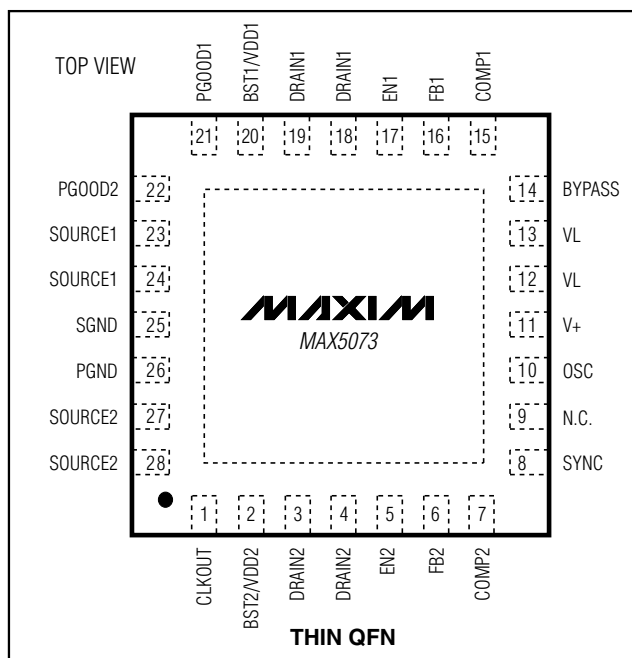 TOP VIEW
PGOOD1
BST1/VDD1
DRAIN1
DRAIN1
EN1
FB1
COMP1
21
20
19
18
17
16
15
PGOOD2 22
SOURCE1 23
SOURCE1 24
SGND 25
PGND 26
SOURCE2 27
SOURCE2 28
14 BYPASS
13 VL
12 VL
11 V+
10 OSC
9 N.C.
8 SYNC
MAXIM
MAX5073
1
2
3
4
5
6
7
CLKOUT
BST2/VDD2
DRAIN2
DRAIN2
EN2
FB2
COMP2
THIN QFN